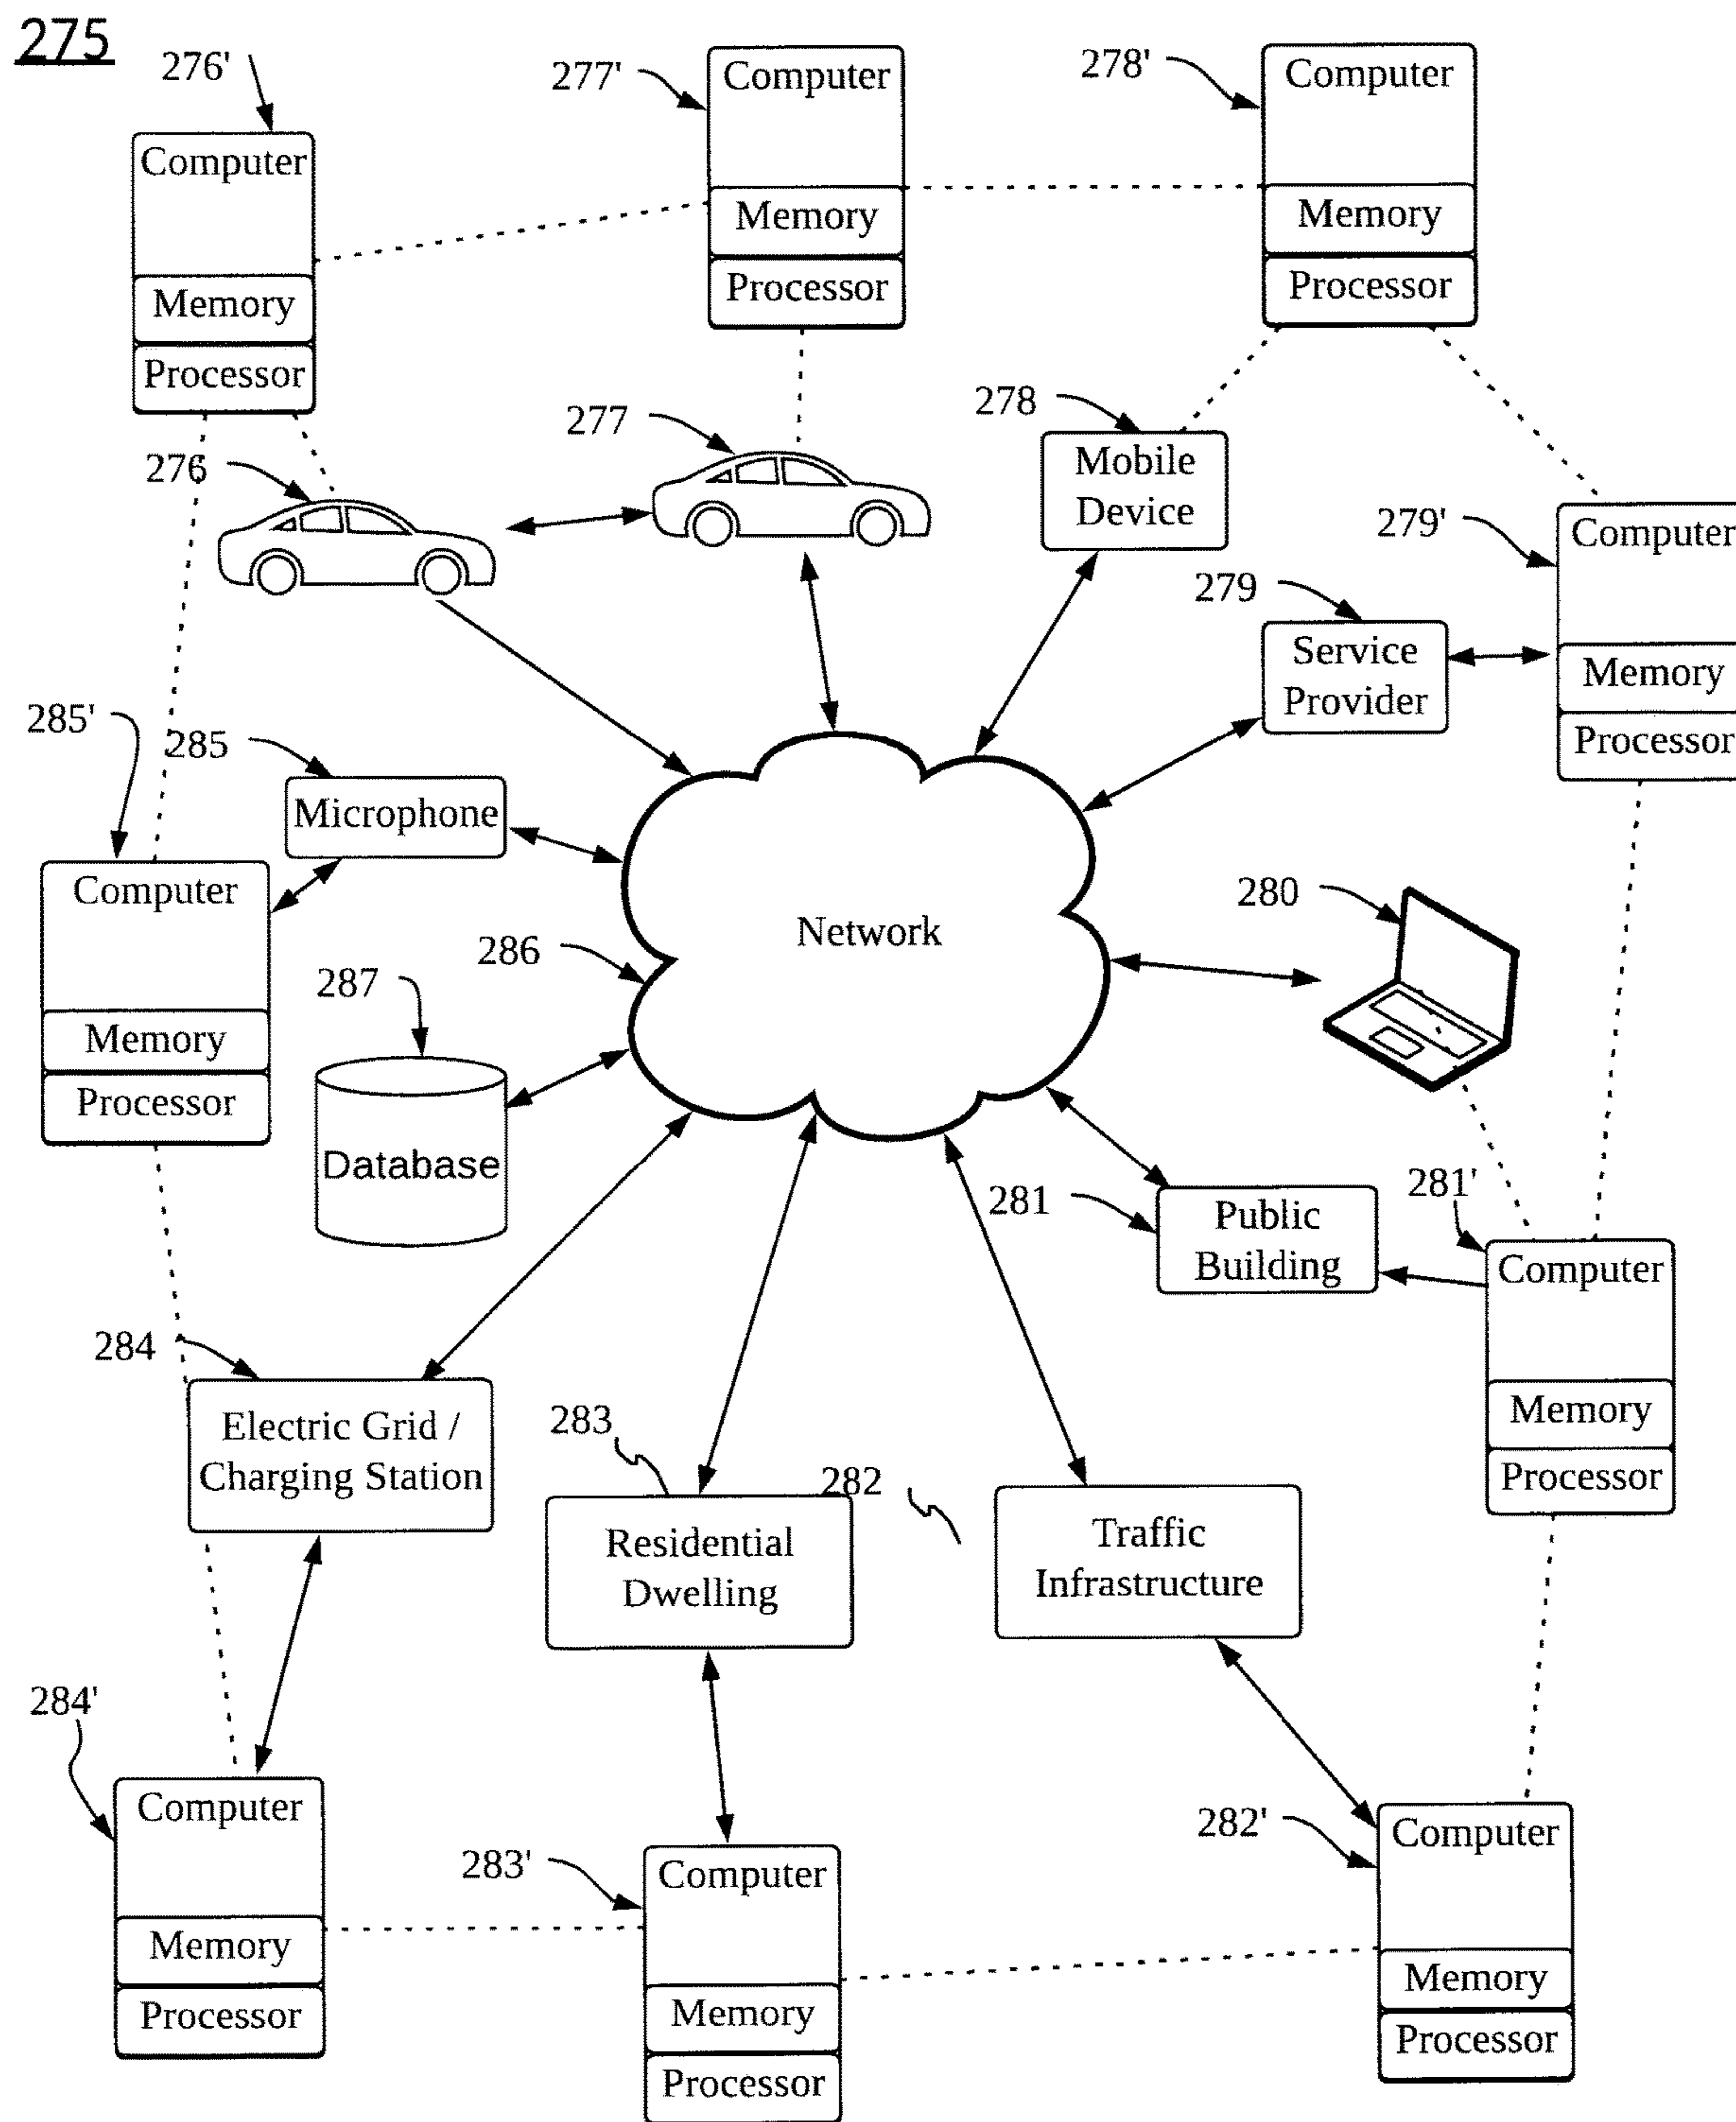 275
276'
Computer
Memory
Processor
277'
Computer
Memory
Processor
278'
Computer
Memory
Processor
276
277
278
Mobile
Device
279'
Computer
Memory
Processor
279
Service
Provider
285'
285
Microphone
Computer
Memory
Processor
Network
280
286
287
Database
281
Public
Building
281'
Computer
Memory
Processor
284
Electric Grid /
Charging Station
283
Residential
Dwelling
282
Traffic
Infrastructure
284'
Computer
Memory
Processor
283'
Computer
Memory
Processor
282'
Computer
Memory
Processor